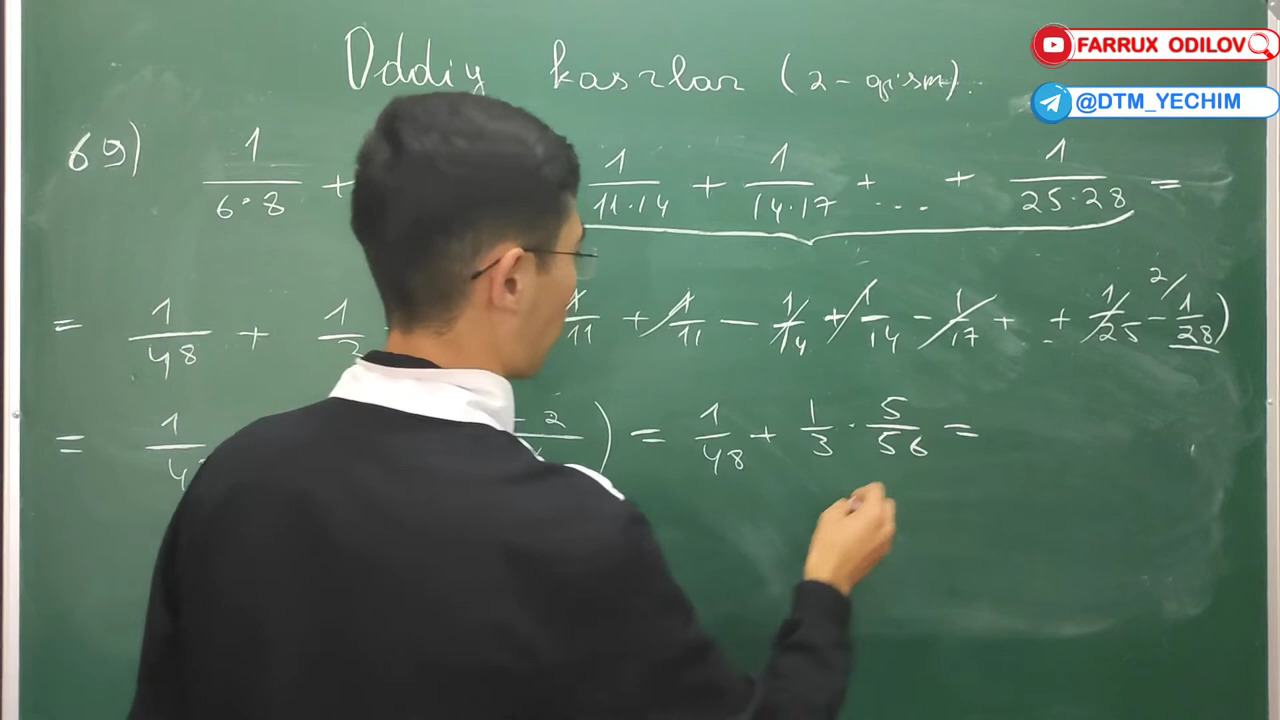 Oddiy kasrlar (2-qism).
FARRUX ODILOV
@DTM_YECHIM
69) 1/(6·8) + 1/(11·14) + 1/(14·17) + ... + 1/(25·28) =
= 1/48 + 1/3 1/11 + 1/11 - 1/14 + 1/14 - 1/17 + .. + 1/25 - 1/28 2/)
= 1/4 - 2) = 1/48 + 1/3 · 5/56 =